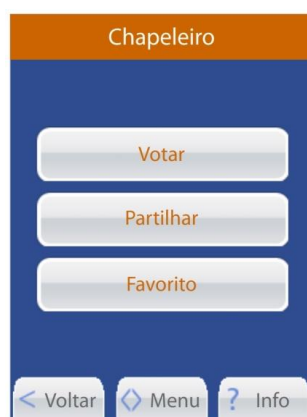 Chapeleiro
Votar
Partilhar
Favorito
< Voltar <> Menu ? Info